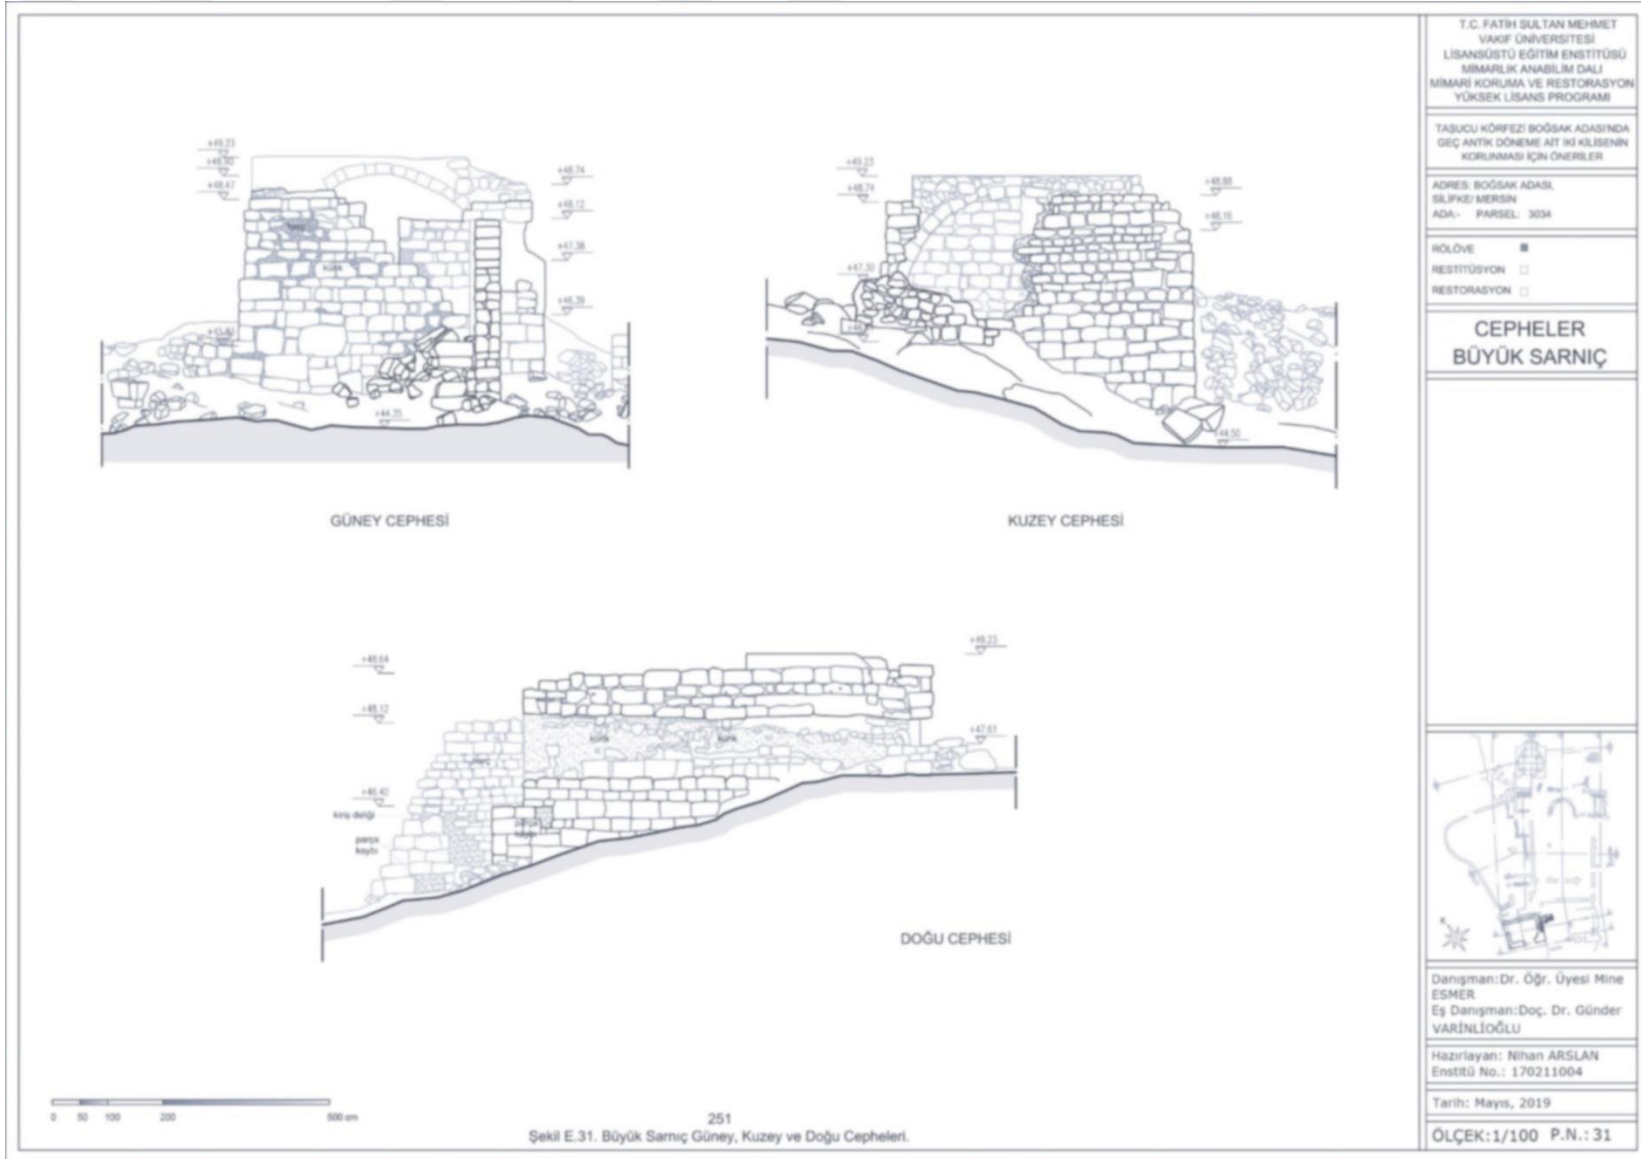 T.C. FATİH SULTAN MEHMET
VAKIF ÜNİVERSİTESİ
LİSANSÜSTÜ EĞİTİM ENSTİTÜSÜ
MİMARLIK ANABİLİM DALI
MİMARİ KORUMA VE RESTORASYON
YÜKSEK LİSANS PROGRAMI
TAŞUCU KÖRFEZİ BOĞSAK ADASI'NDA
GEÇ ANTİK DÖNEME AİT İKİ KİLİSENİN
KORUNMASI İÇİN ÖNERİLER
ADRES: BOĞSAK ADASI,
SİLİFKE/ MERSİN
ADA:- PARSEL: 3034
RÖLÖVE
RESTİTÜSYON
RESTORASYON
CEPHELER
BÜYÜK SARNIÇ
+49.23
+48.90
+48.47
+48.74
+48.12
+47.38
+46.39
künk
+44.35
GÜNEY CEPHESİ
+49.23
+48.74
+47.30
+48.88
+48.16
+44.50
KUZEY CEPHESİ
+48.64
+48.12
+46.40
kiriş deliği
parça
kaybı
künk
künk
+49.23
+47.61
DOĞU CEPHESİ
K
Danışman:Dr. Öğr. Üyesi Mine
ESMER
Eş Danışman:Doç. Dr. Günder
VARİNLİOĞLU
Hazırlayan: Nihan ARSLAN
Enstitü No.: 170211004
Tarih: Mayıs, 2019
ÖLÇEK:1/100 P.N.: 31
0 50 100 200 500 cm
251
Şekil E.31. Büyük Sarnıç Güney, Kuzey ve Doğu Cepheleri.